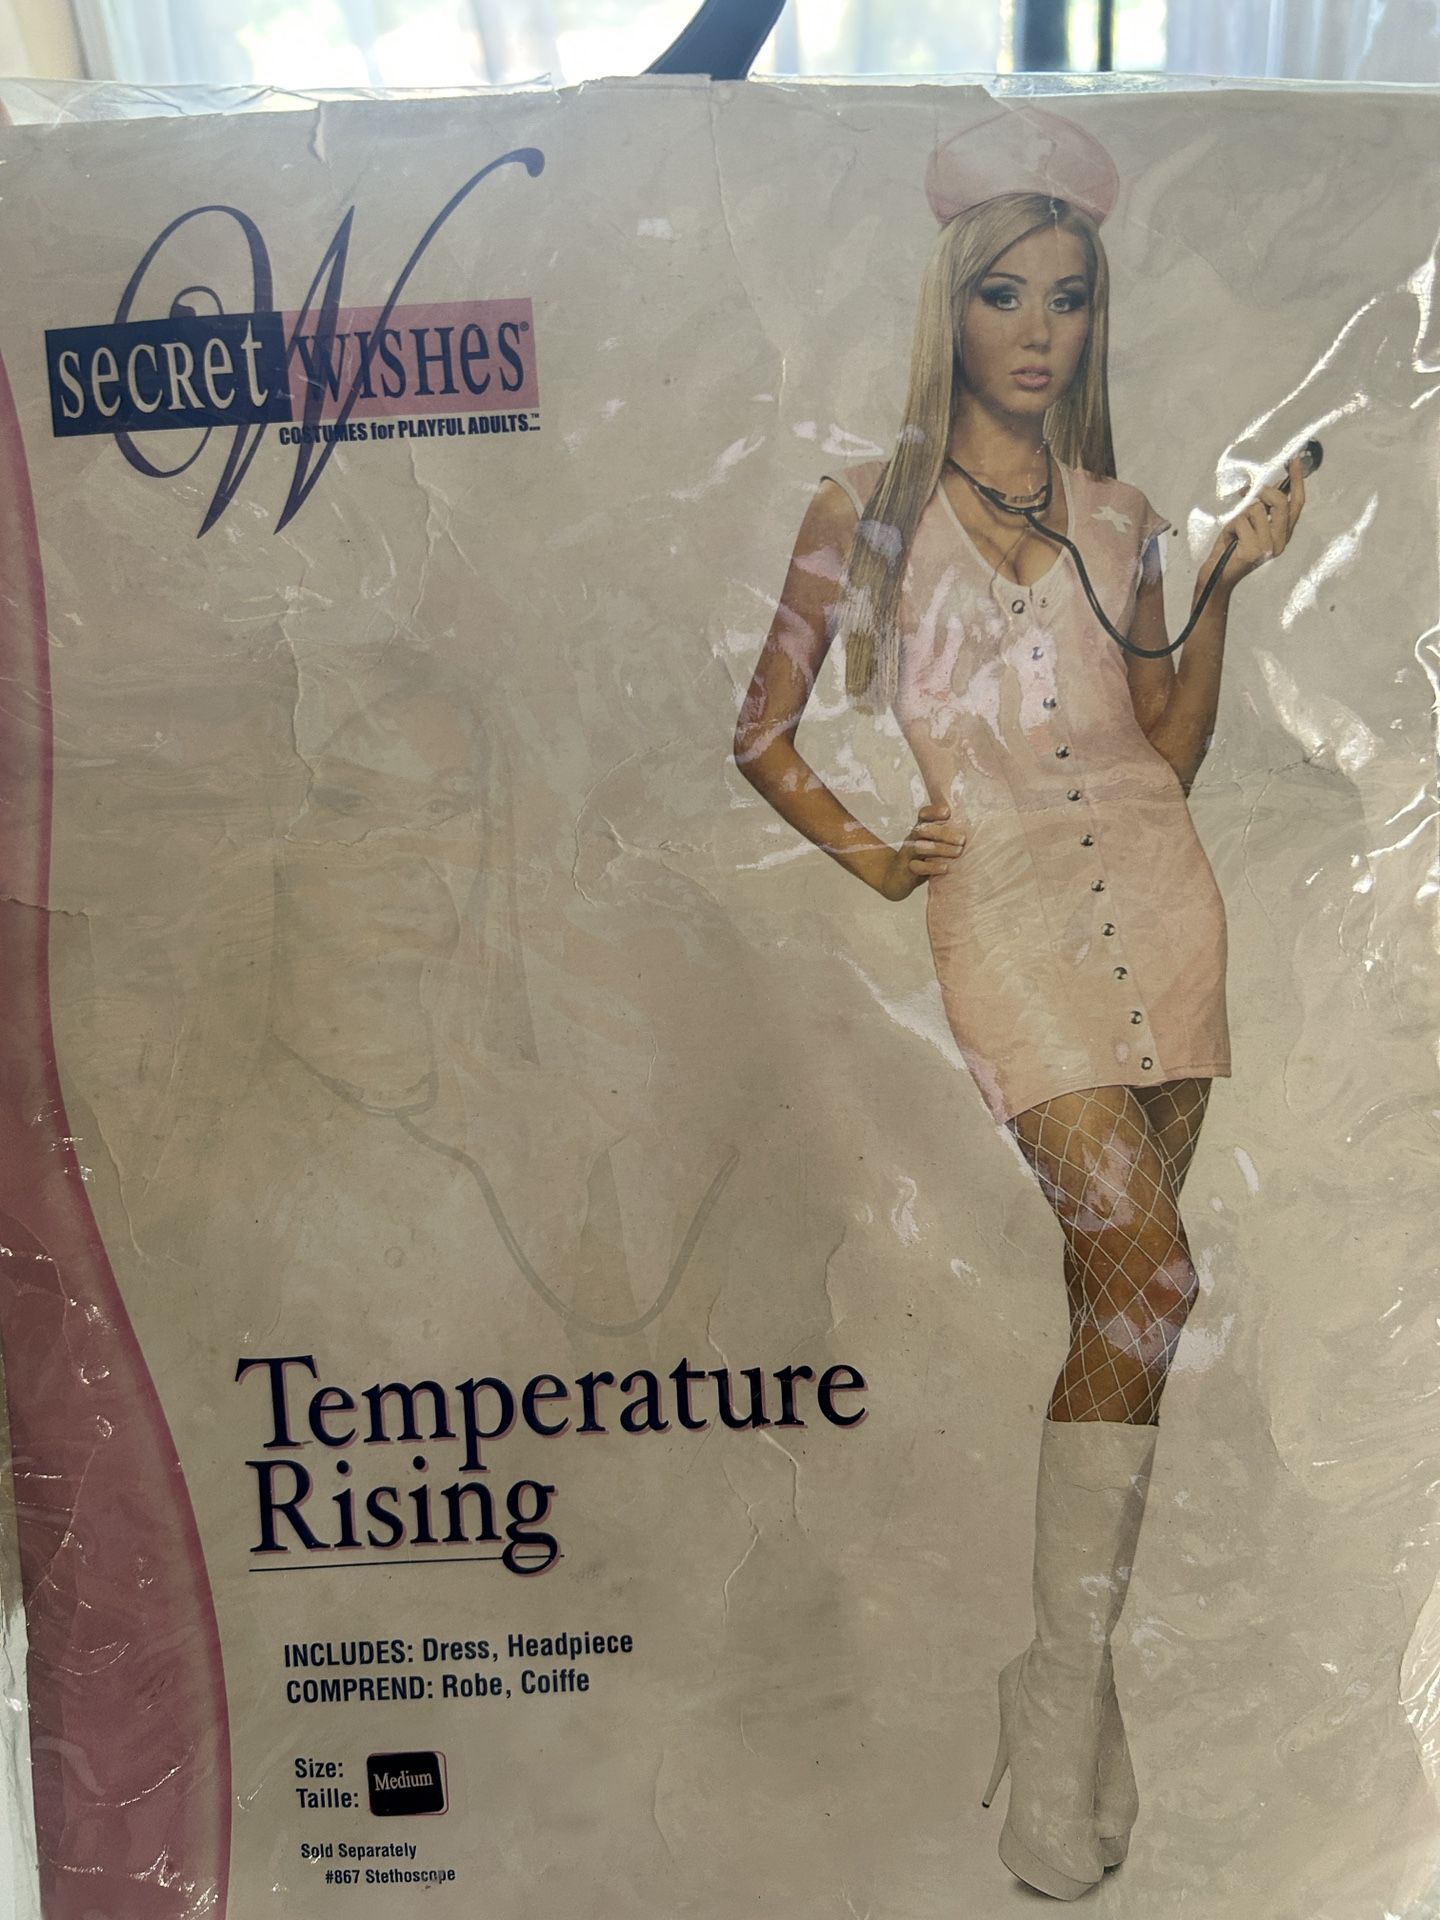 W
SECRET WISHES®
COSTUMES for PLAYFUL ADULTS.™
Temperature
Rising
INCLUDES: Dress, Headpiece
COMPREND: Robe, Coiffe
Size:
Taille:
Medium
Sold Separately
#867 Stethoscope